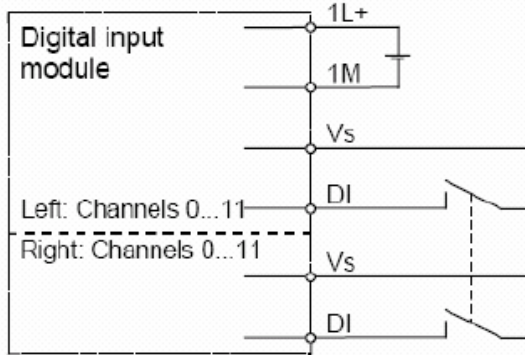 1L+
Digital input
module
1M
Vs
DI
Left: Channels 0...11
Right: Channels 0...11
Vs
DI